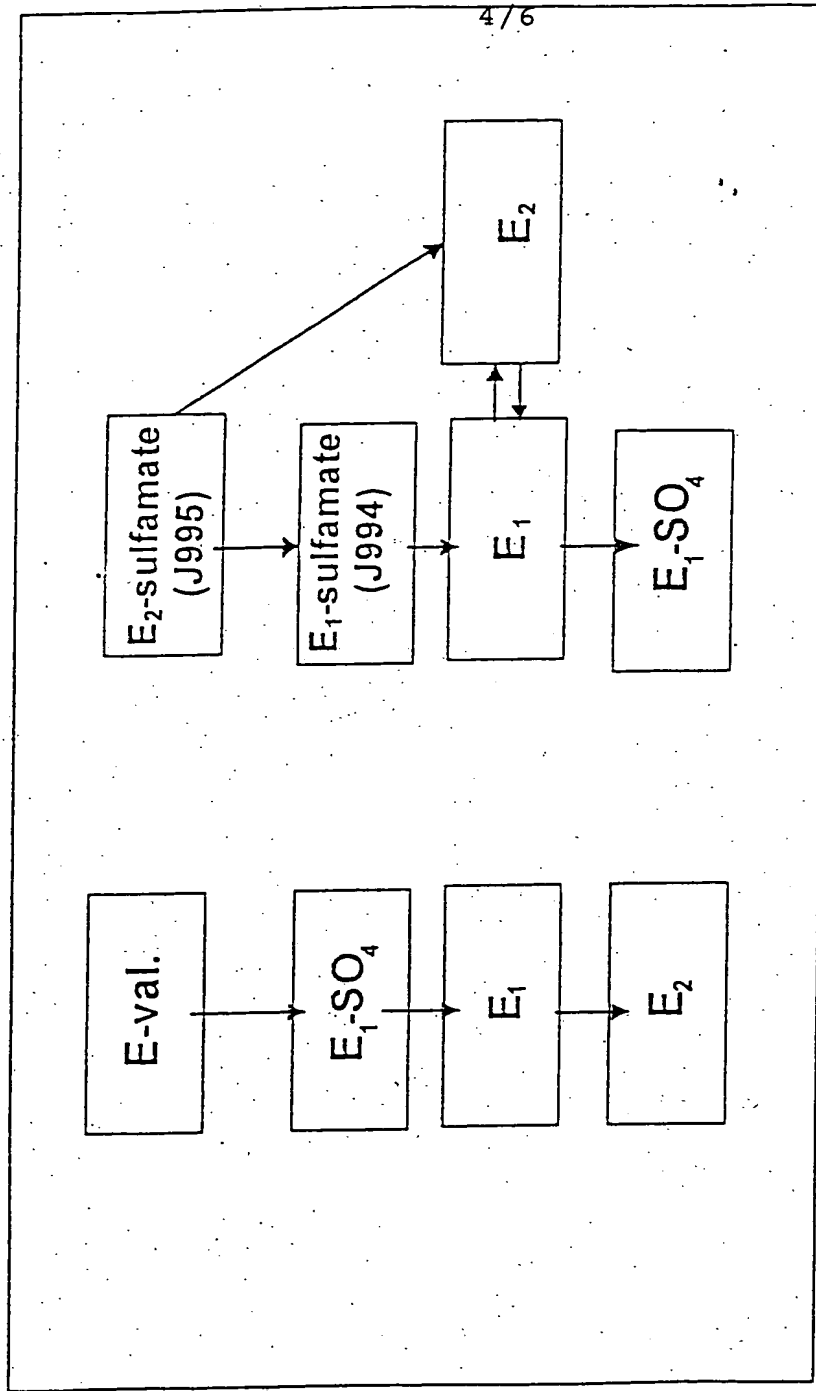 4/6
E-val.
E₁-SO₄
E₁
E₂
E₂-sulfamate
(J995)
E₁-sulfamate
(J994)
E₁
E₂
E₁-SO₄